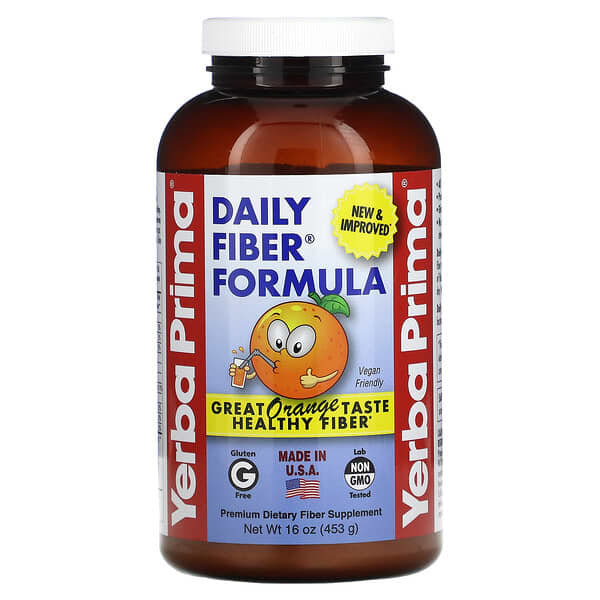 Yerba Prima®
DAILY
FIBER®
FORMULA
NEW &
IMPROVED*
Vegan
Friendly
GREAT Orange TASTE
HEALTHY FIBER*
Gluten
G
Free
MADE IN
U.S.A.
Lab
NON
GMO
Tested
Premium Dietary Fiber Supplement
Net Wt 16 oz (453 g)
Yerba Prima®